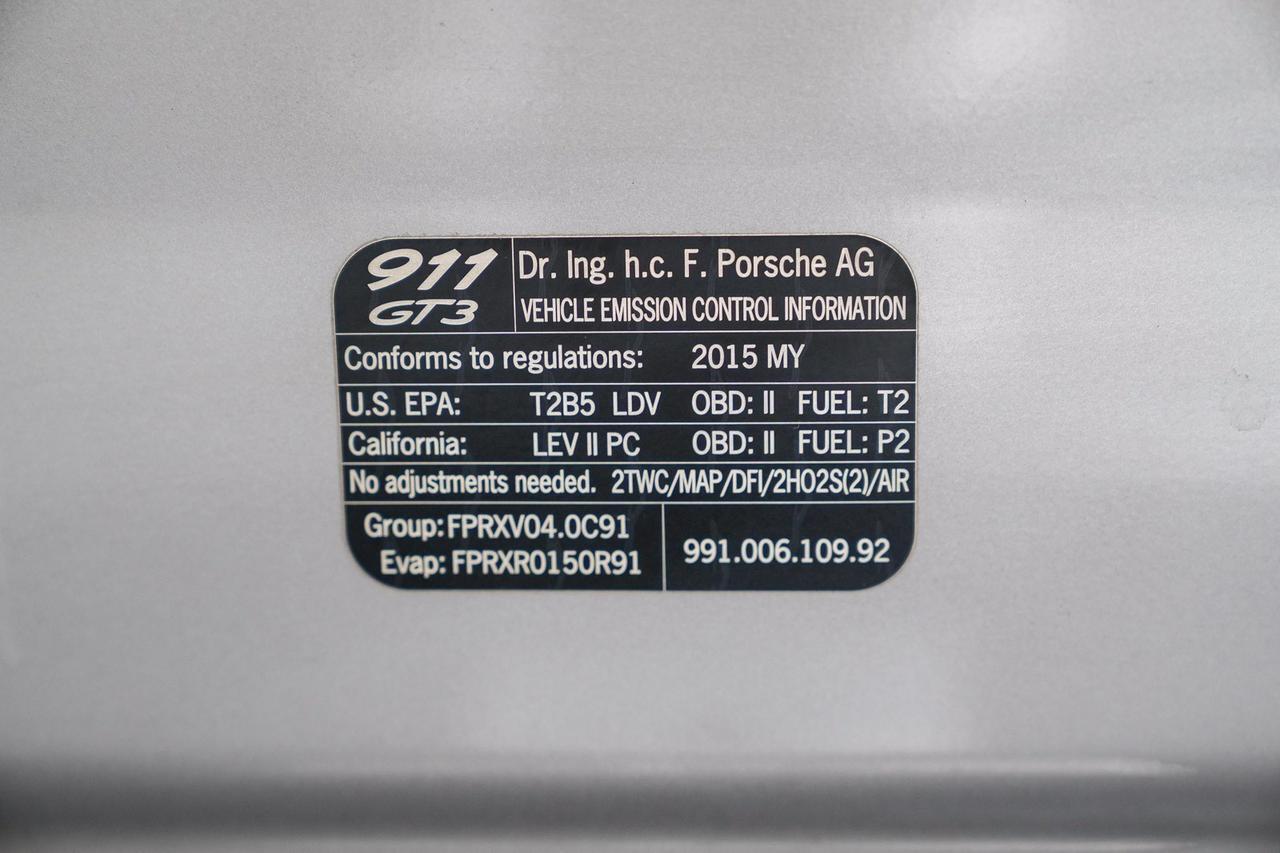 911
GT3
Dr. Ing. h.c. F. Porsche AG
VEHICLE EMISSION CONTROL INFORMATION
Conforms to regulations: 2015 MY
U.S. EPA: T2B5 LDV OBD: II FUEL: T2
California: LEV II PC OBD: II FUEL: P2
No adjustments needed. 2TWC/MAP/DFI/2HO2S(2)/AIR
Group: FPRXV04.0C91
Evap: FPRXR0150R91
991.006.109.92